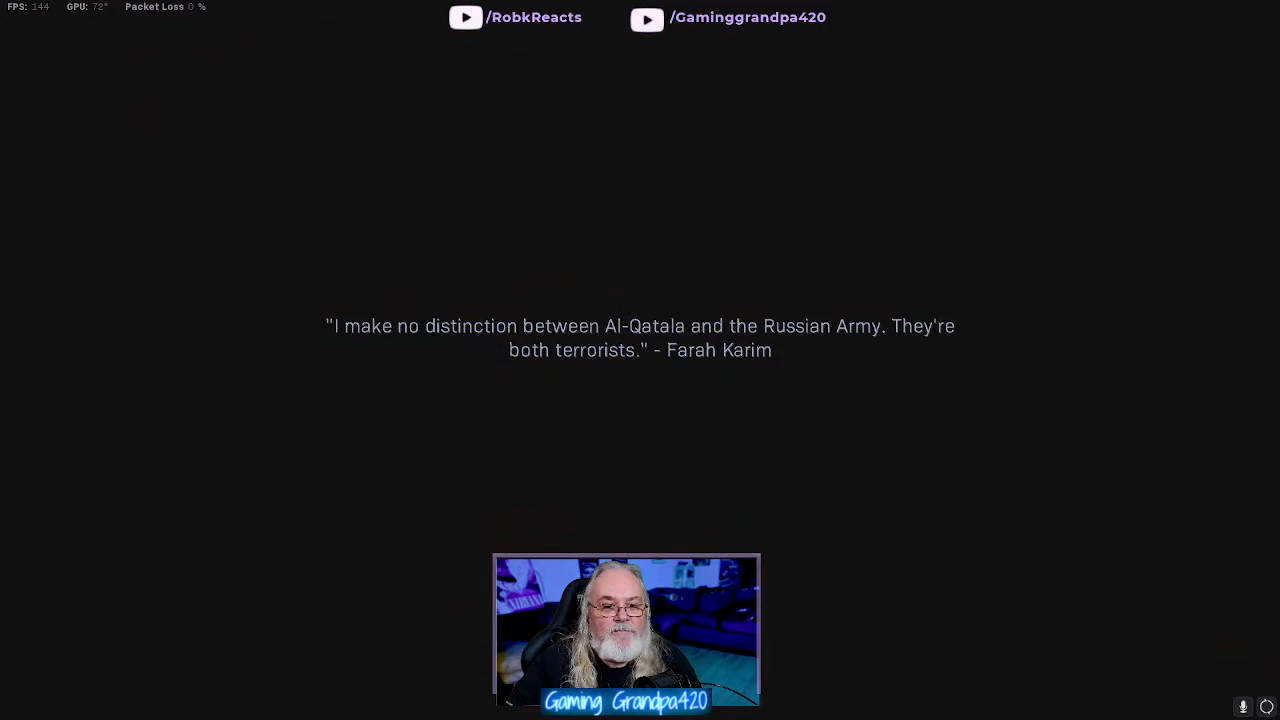 FPS: 144 GPU: 72° Packet Loss 0 %
/RobkReacts /Gaminggrandpa420
"I make no distinction between Al-Qatala and the Russian Army. They're
both terrorists." - Farah Karim
Gaming Grandpa420